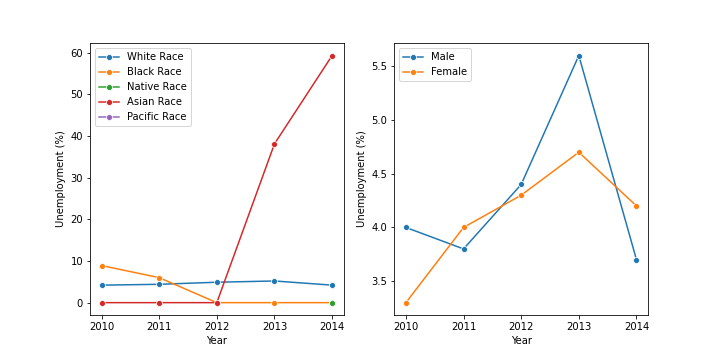 White Race
Black Race
Native Race
Asian Race
Pacific Race
60
50
40
30
20
10
0
Unemployment (%)
2010 2011 2012 2013 2014
Year
Male
Female
5.5
5.0
4.5
4.0
3.5
Unemployment (%)
2010 2011 2012 2013 2014
Year